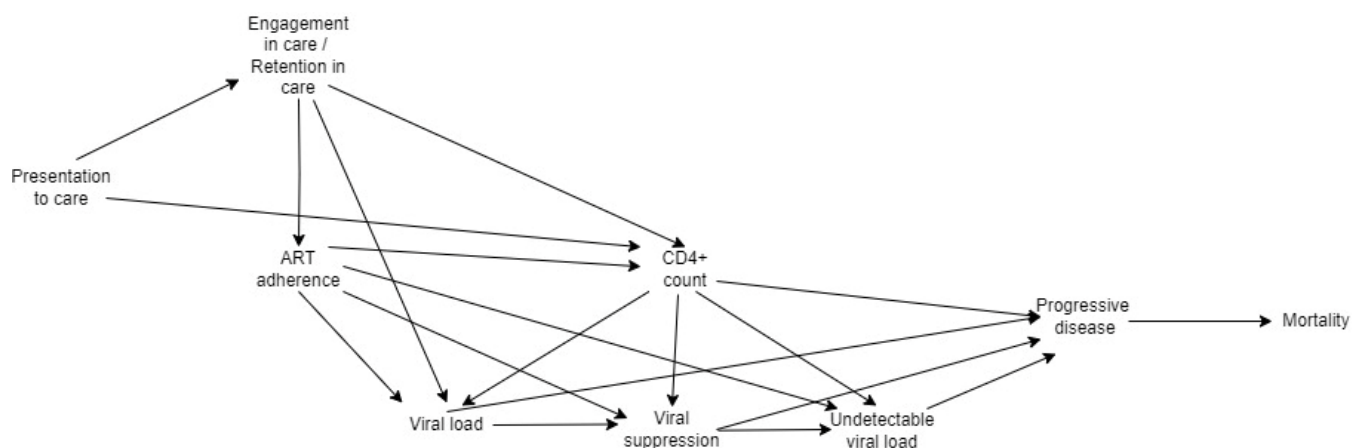 Engagement
in care /
Retention in
care
Presentation
to care
ART
adherence
CD4+
count
Progressive
disease
Mortality
Viral load
Viral
suppression
Undetectable
viral load